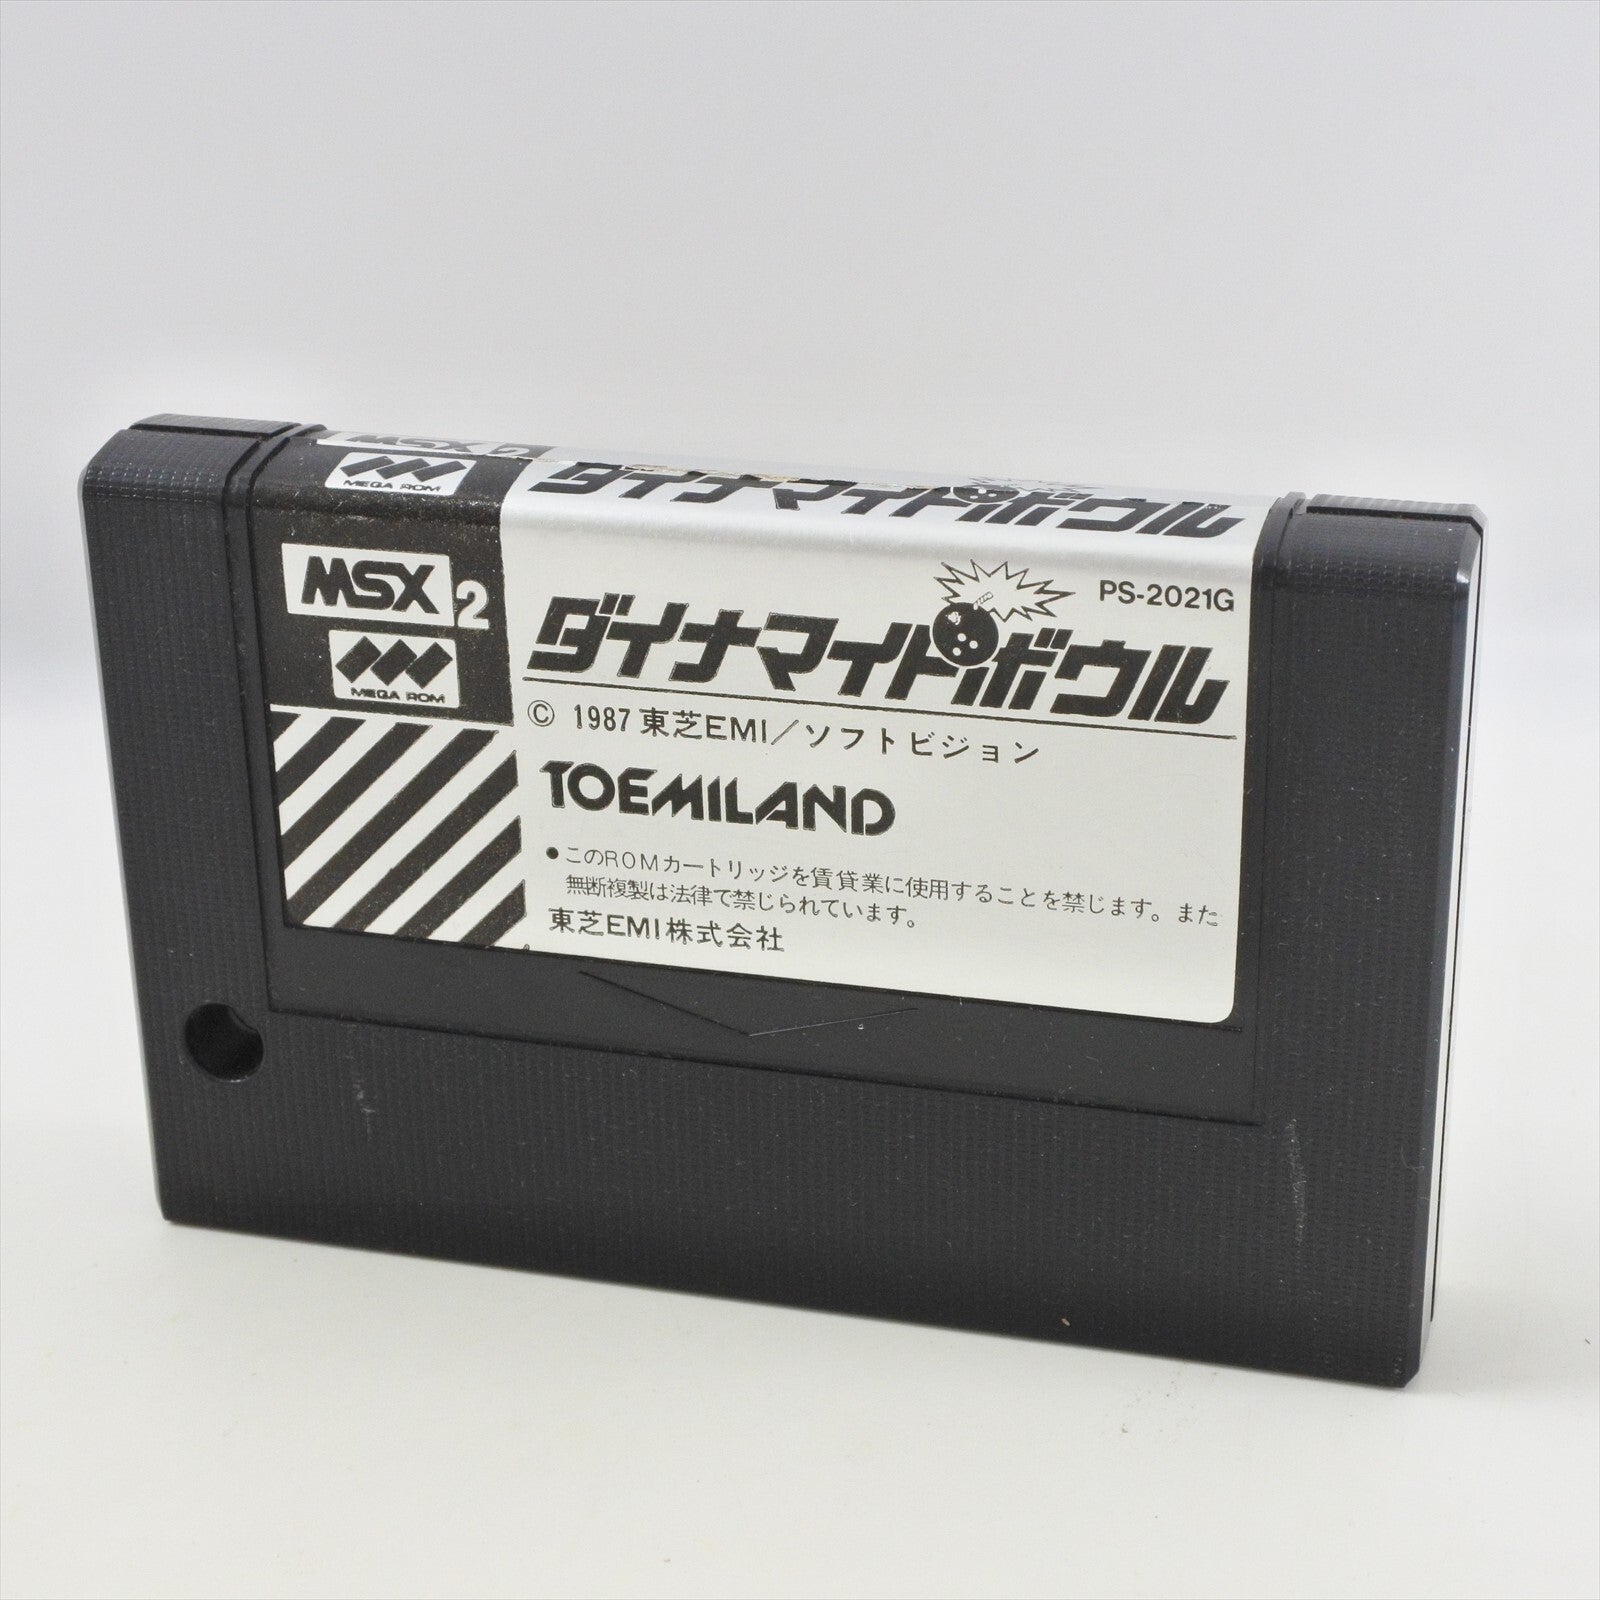 MSX 2
MEGA ROM
ダイナマイトボウル
MSX 2
MEGA ROM
ダイナマイトボウル
PS-2021G
© 1987 東芝EMI/ソフトビジョン
TOEMILAND
●このROMカートリッジを賃貸業に使用することを禁じます。また
無断複製は法律で禁じられています。
東芝EMI株式会社